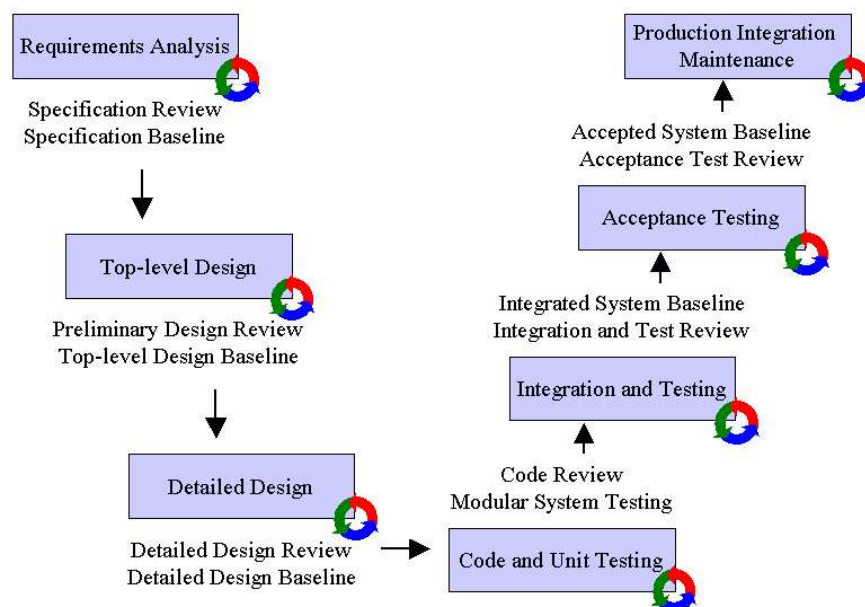 Requirements Analysis
Specification Review
Specification Baseline
Top-level Design
Preliminary Design Review
Top-level Design Baseline
Detailed Design
Detailed Design Review
Detailed Design Baseline
Code and Unit Testing
Code Review
Modular System Testing
Integration and Testing
Integrated System Baseline
Integration and Test Review
Acceptance Testing
Accepted System Baseline
Acceptance Test Review
Production Integration
Maintenance